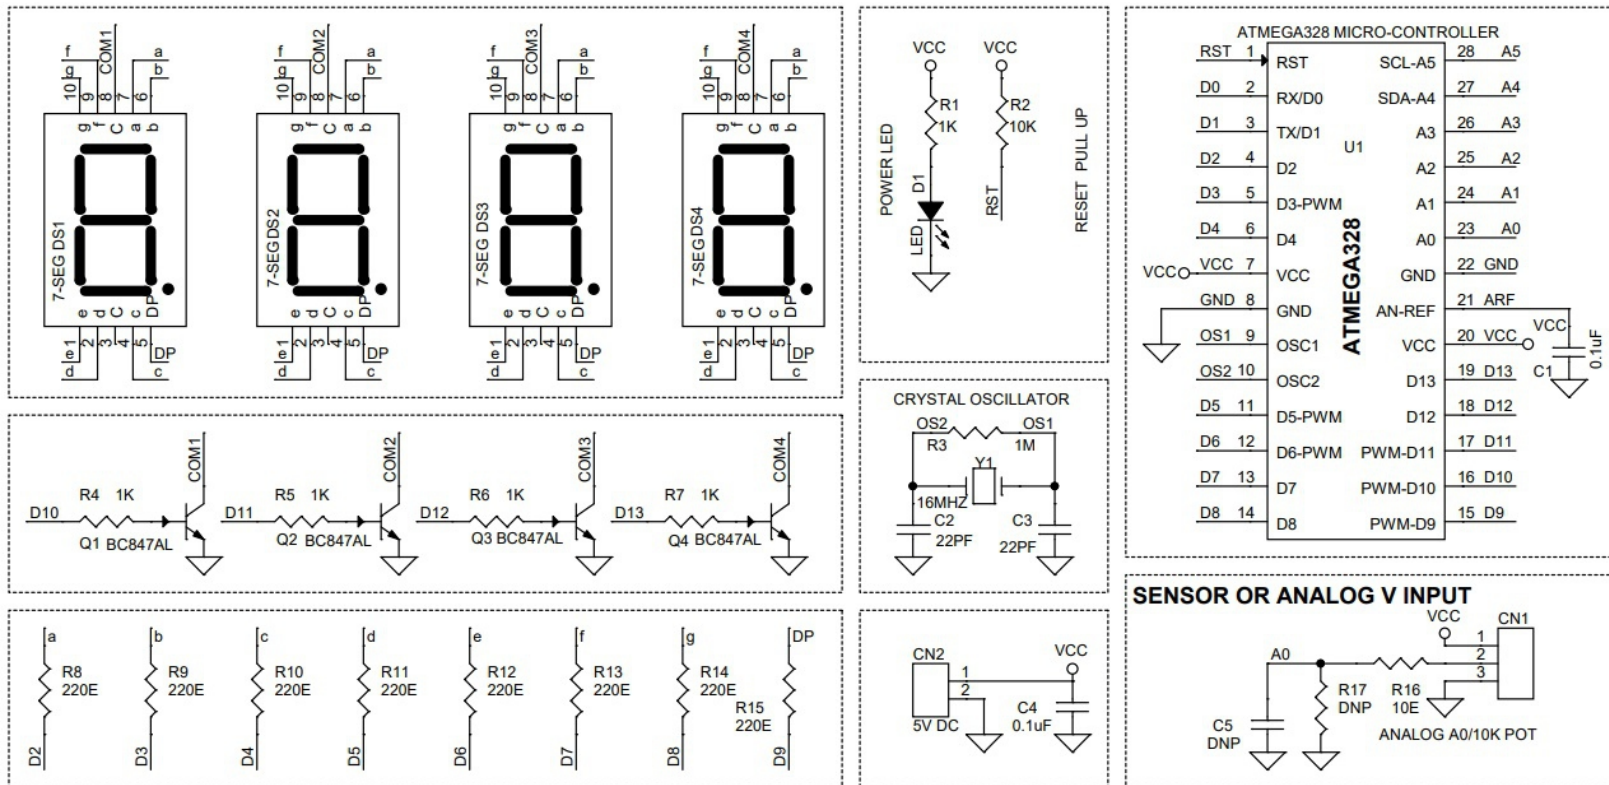 f COM1 a
g b
10 9 8 7 6
g f C a b
7-SEG DS1
e d C c DP
1 2 3 4 5
e DP
d c
f COM2 a
g b
10 9 8 7 6
g f C a b
7-SEG DS2
e d C c DP
1 2 3 4 5
e DP
d c
f COM3 a
g b
10 9 8 7 6
g f C a b
7-SEG DS3
e d C c DP
1 2 3 4 5
e DP
d c
f COM4 a
g b
10 9 8 7 6
g f C a b
7-SEG DS4
e d C c DP
1 2 3 4 5
e DP
d c
VCC VCC
R1 R2
1K 10K
POWER LED
D1
LED
RST
RESET PULL UP
ATMEGA328 MICRO-CONTROLLER
RST 1 RST SCL-A5 28 A5
D0 2 RX/D0 SDA-A4 27 A4
D1 3 TX/D1 A3 26 A3
U1
D2 4 D2 A2 25 A2
D3 5 D3-PWM A1 24 A1
D4 6 D4 A0 23 A0
ATMEGA328
VCC VCC 7 VCC GND 22 GND
GND 8 GND AN-REF 21 ARF
OS1 9 OSC1 VCC 20 VCC VCC
C1 0.1uF
OS2 10 OSC2 D13 19 D13
D5 11 D5-PWM D12 18 D12
D6 12 D6-PWM PWM-D11 17 D11
D7 13 D7 PWM-D10 16 D10
D8 14 D8 PWM-D9 15 D9
COM1 COM2 COM3 COM4
R4 1K R5 1K R6 1K R7 1K
D10 D11 D12 D13
Q1 BC847AL Q2 BC847AL Q3 BC847AL Q4 BC847AL
CRYSTAL OSCILLATOR
OS2 OS1
R3 1M
Y1
16MHZ
C2 C3
22PF 22PF
a b c d e f g DP
R8 R9 R10 R11 R12 R13 R14
220E 220E 220E 220E 220E 220E 220E
R15
220E
D2 D3 D4 D5 D6 D7 D8 D9
CN2 VCC
1
2
C4
5V DC 0.1uF
SENSOR OR ANALOG V INPUT
VCC CN1
1
A0 2
3
R17 R16
DNP 10E
C5
DNP
ANALOG A0/10K POT